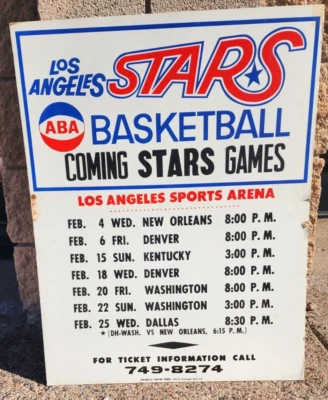 LOS ANGELES STARS
ABA BASKETBALL
COMING STARS GAMES
LOS ANGELES SPORTS ARENA
FEB. 4 WED. NEW ORLEANS 8:00 P. M.
FEB. 6 FRI. DENVER 8:00 P. M.
FEB. 15 SUN. KENTUCKY 3:00 P. M.
FEB. 18 WED. DENVER 8:00 P. M.
FEB. 20 FRI. WASHINGTON 8:00 P. M.
FEB. 22 SUN. WASHINGTON 3:00 P. M.
FEB. 25 WED. DALLAS 8:30 P. M.
★ (DH-WASH. VS NEW ORLEANS, 6:15 P. M.)
FOR TICKET INFORMATION CALL
749-8274